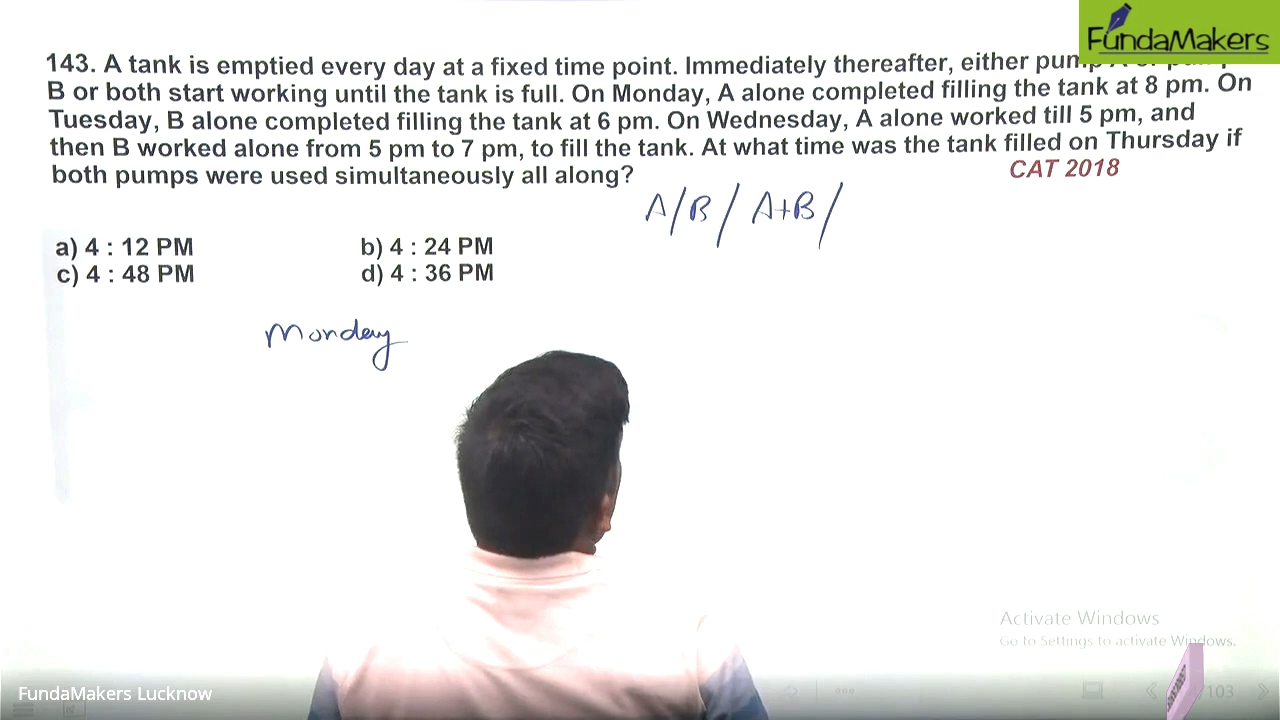 FundaMakers
143. A tank is emptied every day at a fixed time point. Immediately thereafter, either pump
B or both start working until the tank is full. On Monday, A alone completed filling the tank at 8 pm. On
Tuesday, B alone completed filling the tank at 6 pm. On Wednesday, A alone worked till 5 pm, and
then B worked alone from 5 pm to 7 pm, to fill the tank. At what time was the tank filled on Thursday if
both pumps were used simultaneously all along?
CAT 2018
A/B/ A+B/
a) 4 : 12 PM b) 4 : 24 PM
c) 4 : 48 PM d) 4 : 36 PM
Monday
Activate Windows
Go to Settings to activate Windows.
FundaMakers Lucknow
103